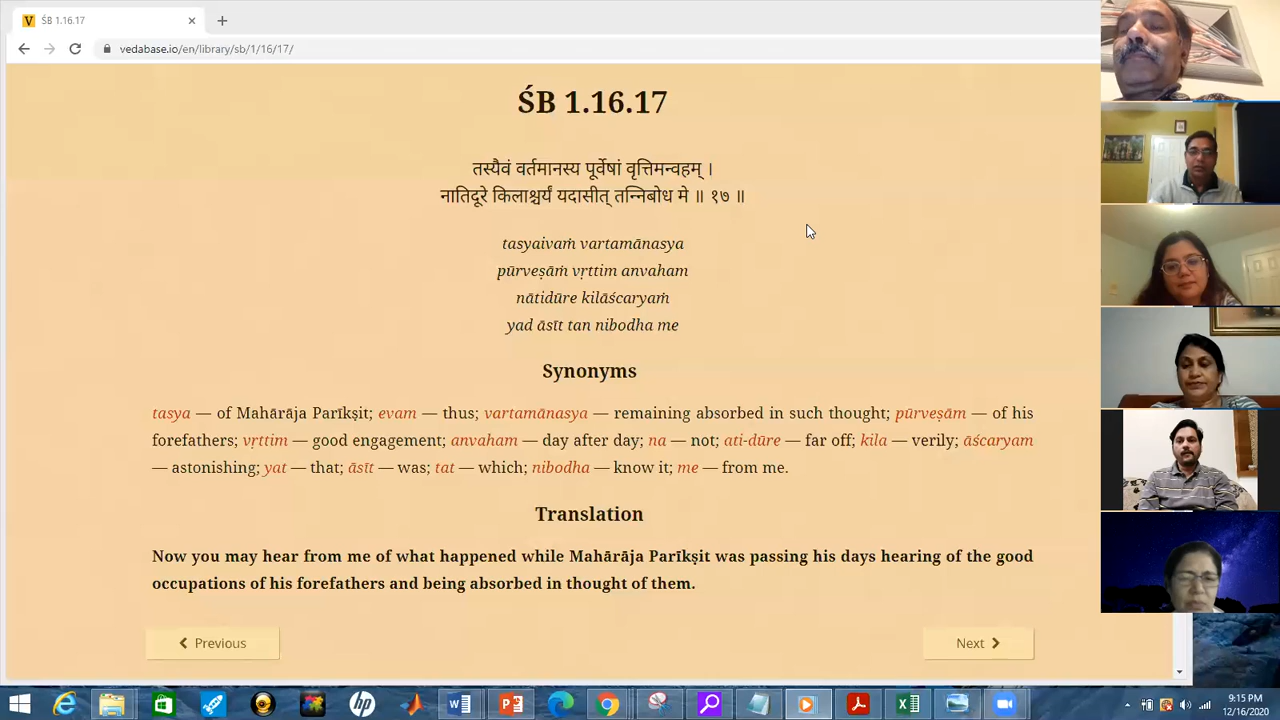 ŚB 1.16.17
vedabase.io/en/library/sb/1/16/17/
ŚB 1.16.17
तस्यैवं वर्तमानस्य पूर्वेषां वृत्तिमन्वहम् ।
नातिदूरे किलाश्चर्यं यदासीत् तन्निबोध मे ॥ १७ ॥
tasyaivaṁ vartamānasya
pūrveṣāṁ vṛttim anvaham
nātidūre kilāścaryaṁ
yad āsīt tan nibodha me
Synonyms
tasya — of Mahārāja Parīkṣit; evam — thus; vartamānasya — remaining absorbed in such thought; pūrveṣām — of his
forefathers; vṛttim — good engagement; anvaham — day after day; na — not; ati-dūre — far off; kila — verily; āścaryam
— astonishing; yat — that; āsīt — was; tat — which; nibodha — know it; me — from me.
Translation
Now you may hear from me of what happened while Mahārāja Parīkṣit was passing his days hearing of the good
occupations of his forefathers and being absorbed in thought of them.
Previous
Next
9:15 PM
12/16/2020